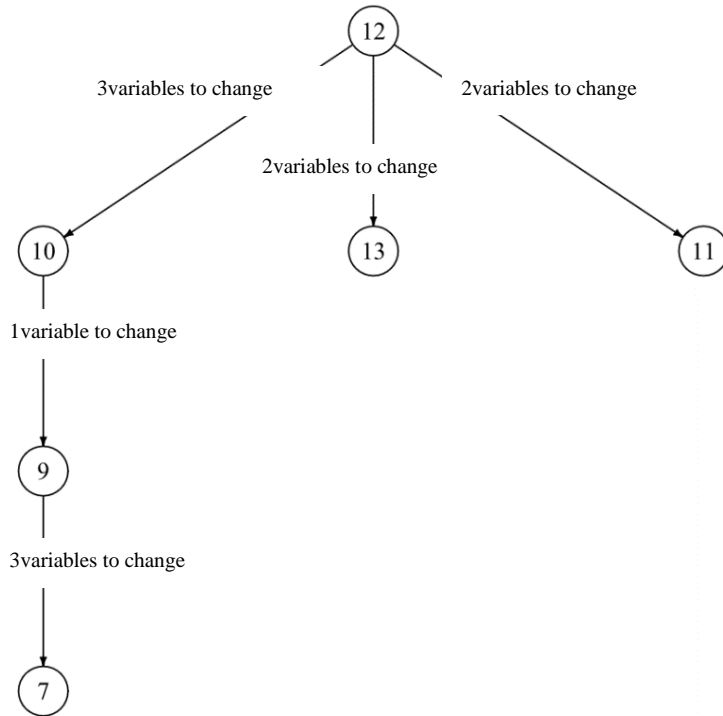 12
3variables to change
2variables to change
2variables to change
10
13
11
1variable to change
9
3variables to change
7